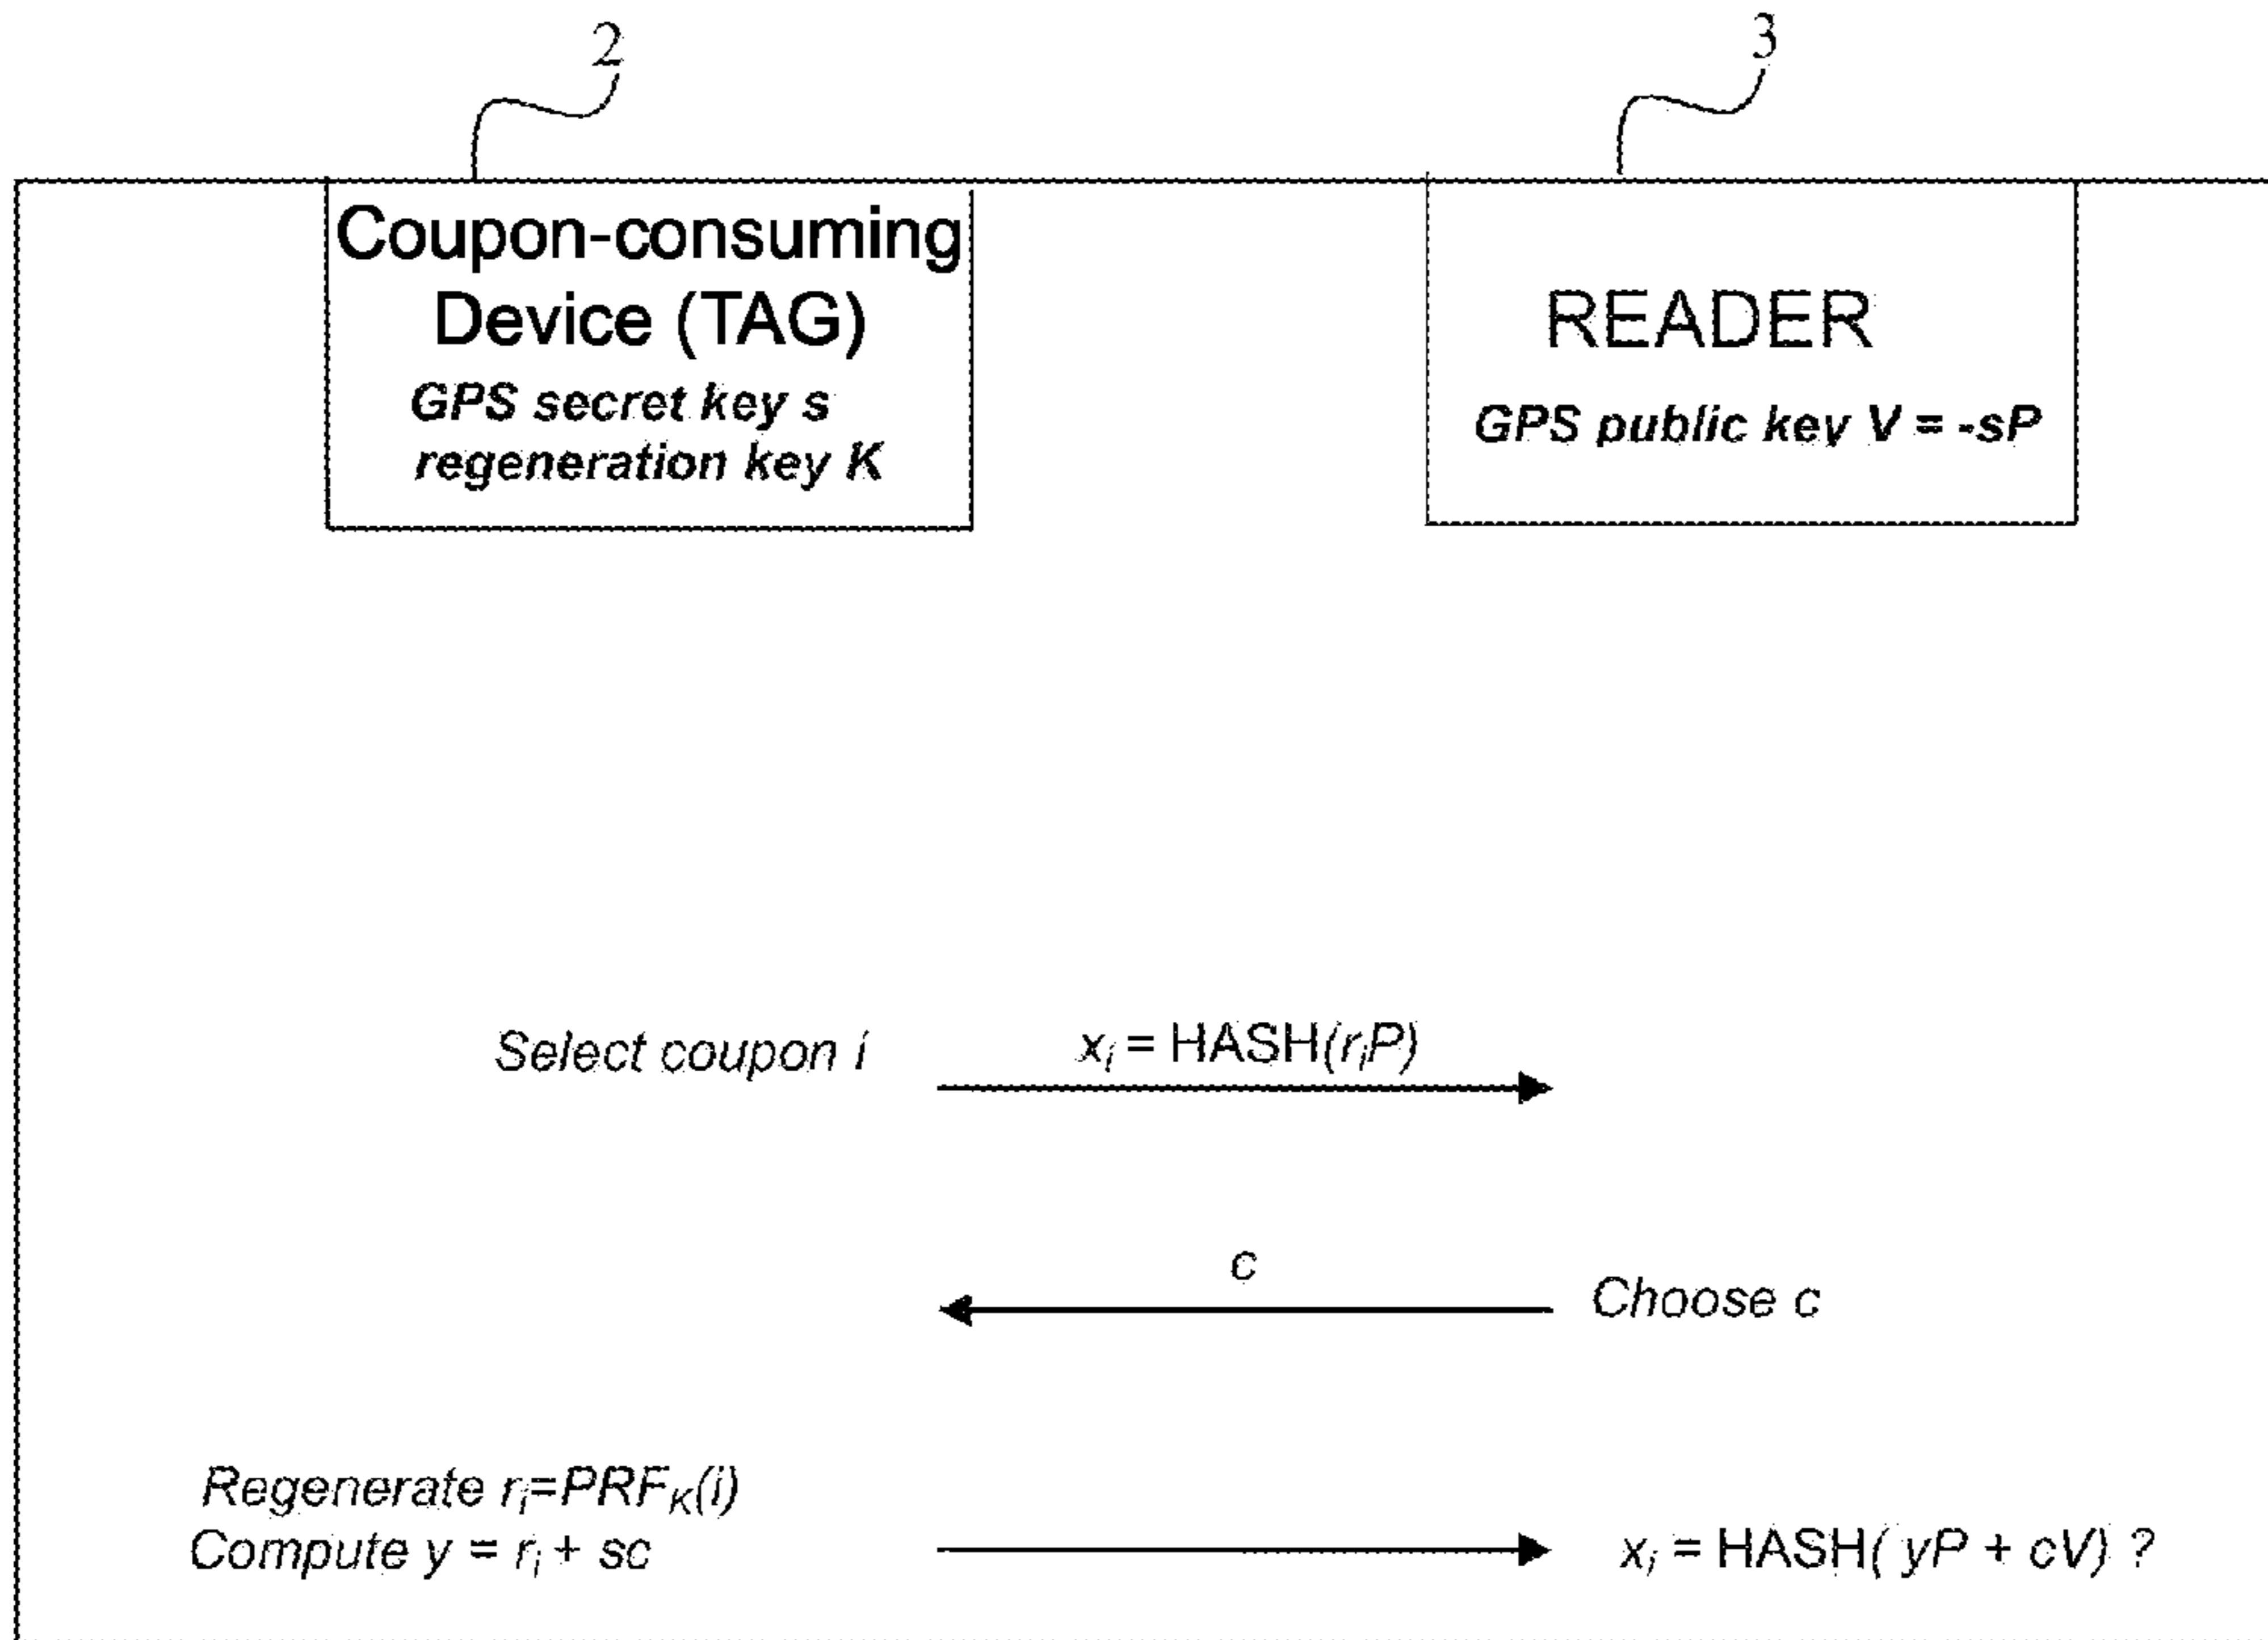 2
3
Coupon-consuming
Device (TAG)
GPS secret key s
regeneration key K
READER
GPS public key V = -sP
Select coupon i
xᵢ = HASH(rᵢP)
c
Choose c
Regenerate rᵢ=PRF_K(i)
Compute y = rᵢ + sc
xᵢ = HASH( yP + cV) ?